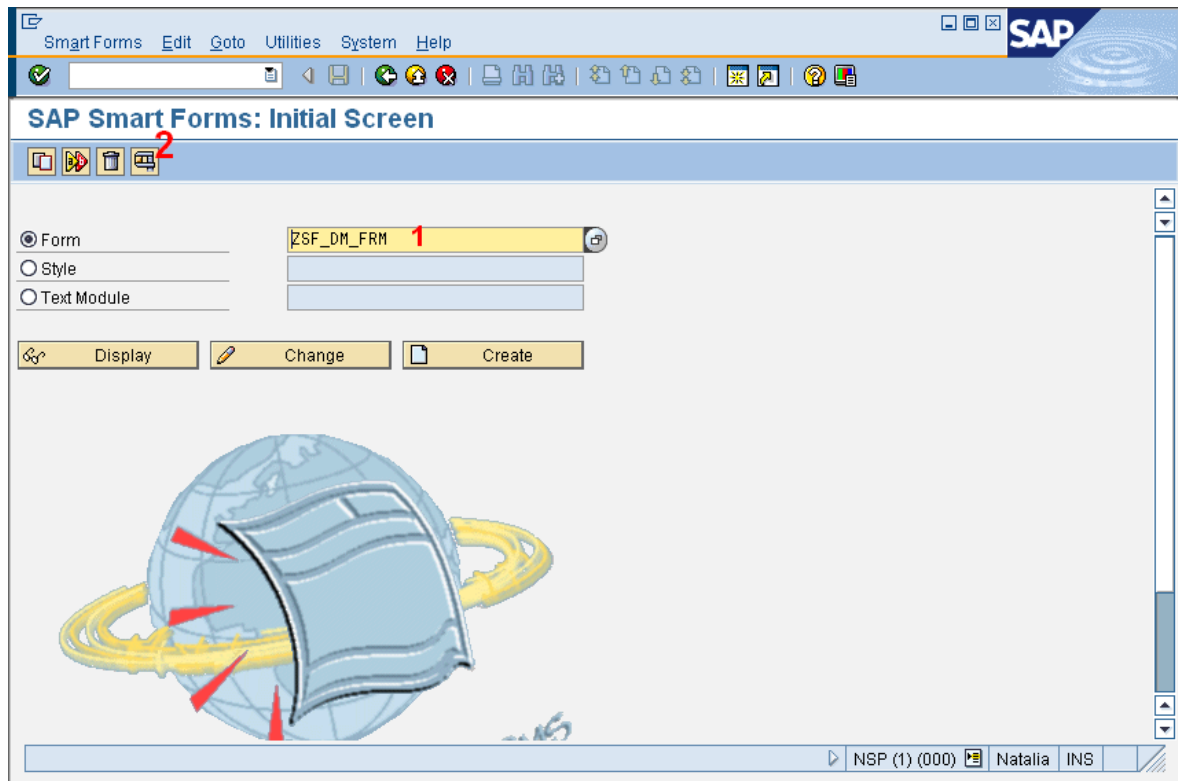 Smart Forms Edit Goto Utilities System Help
SAP
SAP Smart Forms: Initial Screen
2
Form ZSF_DM_FRM 1
Style
Text Module
Display Change Create
NSP (1) (000) Natalia INS